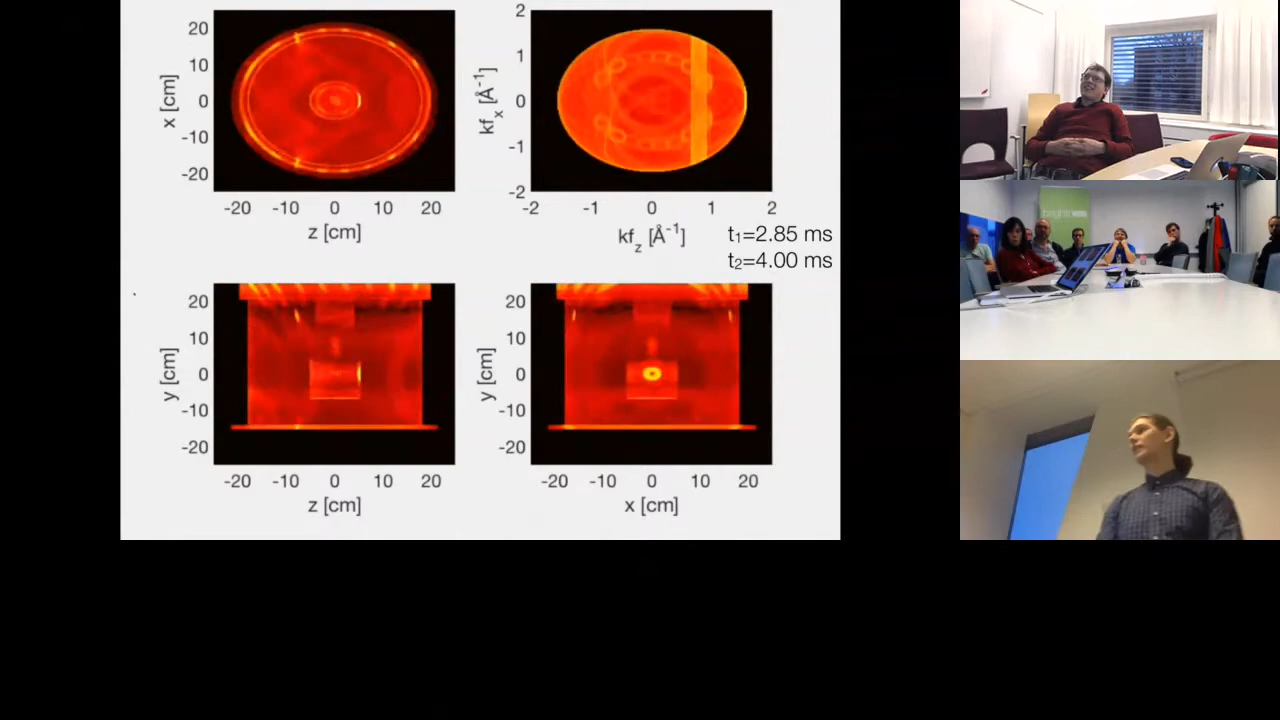 20
10
0
-10
-20
x [cm]
-20 -10 0 10 20
z [cm]
2
1
0
-1
-2
kfₓ [Å⁻¹]
-2 -1 0 1 2
kf_z [Å⁻¹]
t₁=2.85 ms
t₂=4.00 ms
20
10
0
-10
-20
y [cm]
-20 -10 0 10 20
z [cm]
20
10
0
-10
-20
y [cm]
-20 -10 0 10 20
x [cm]